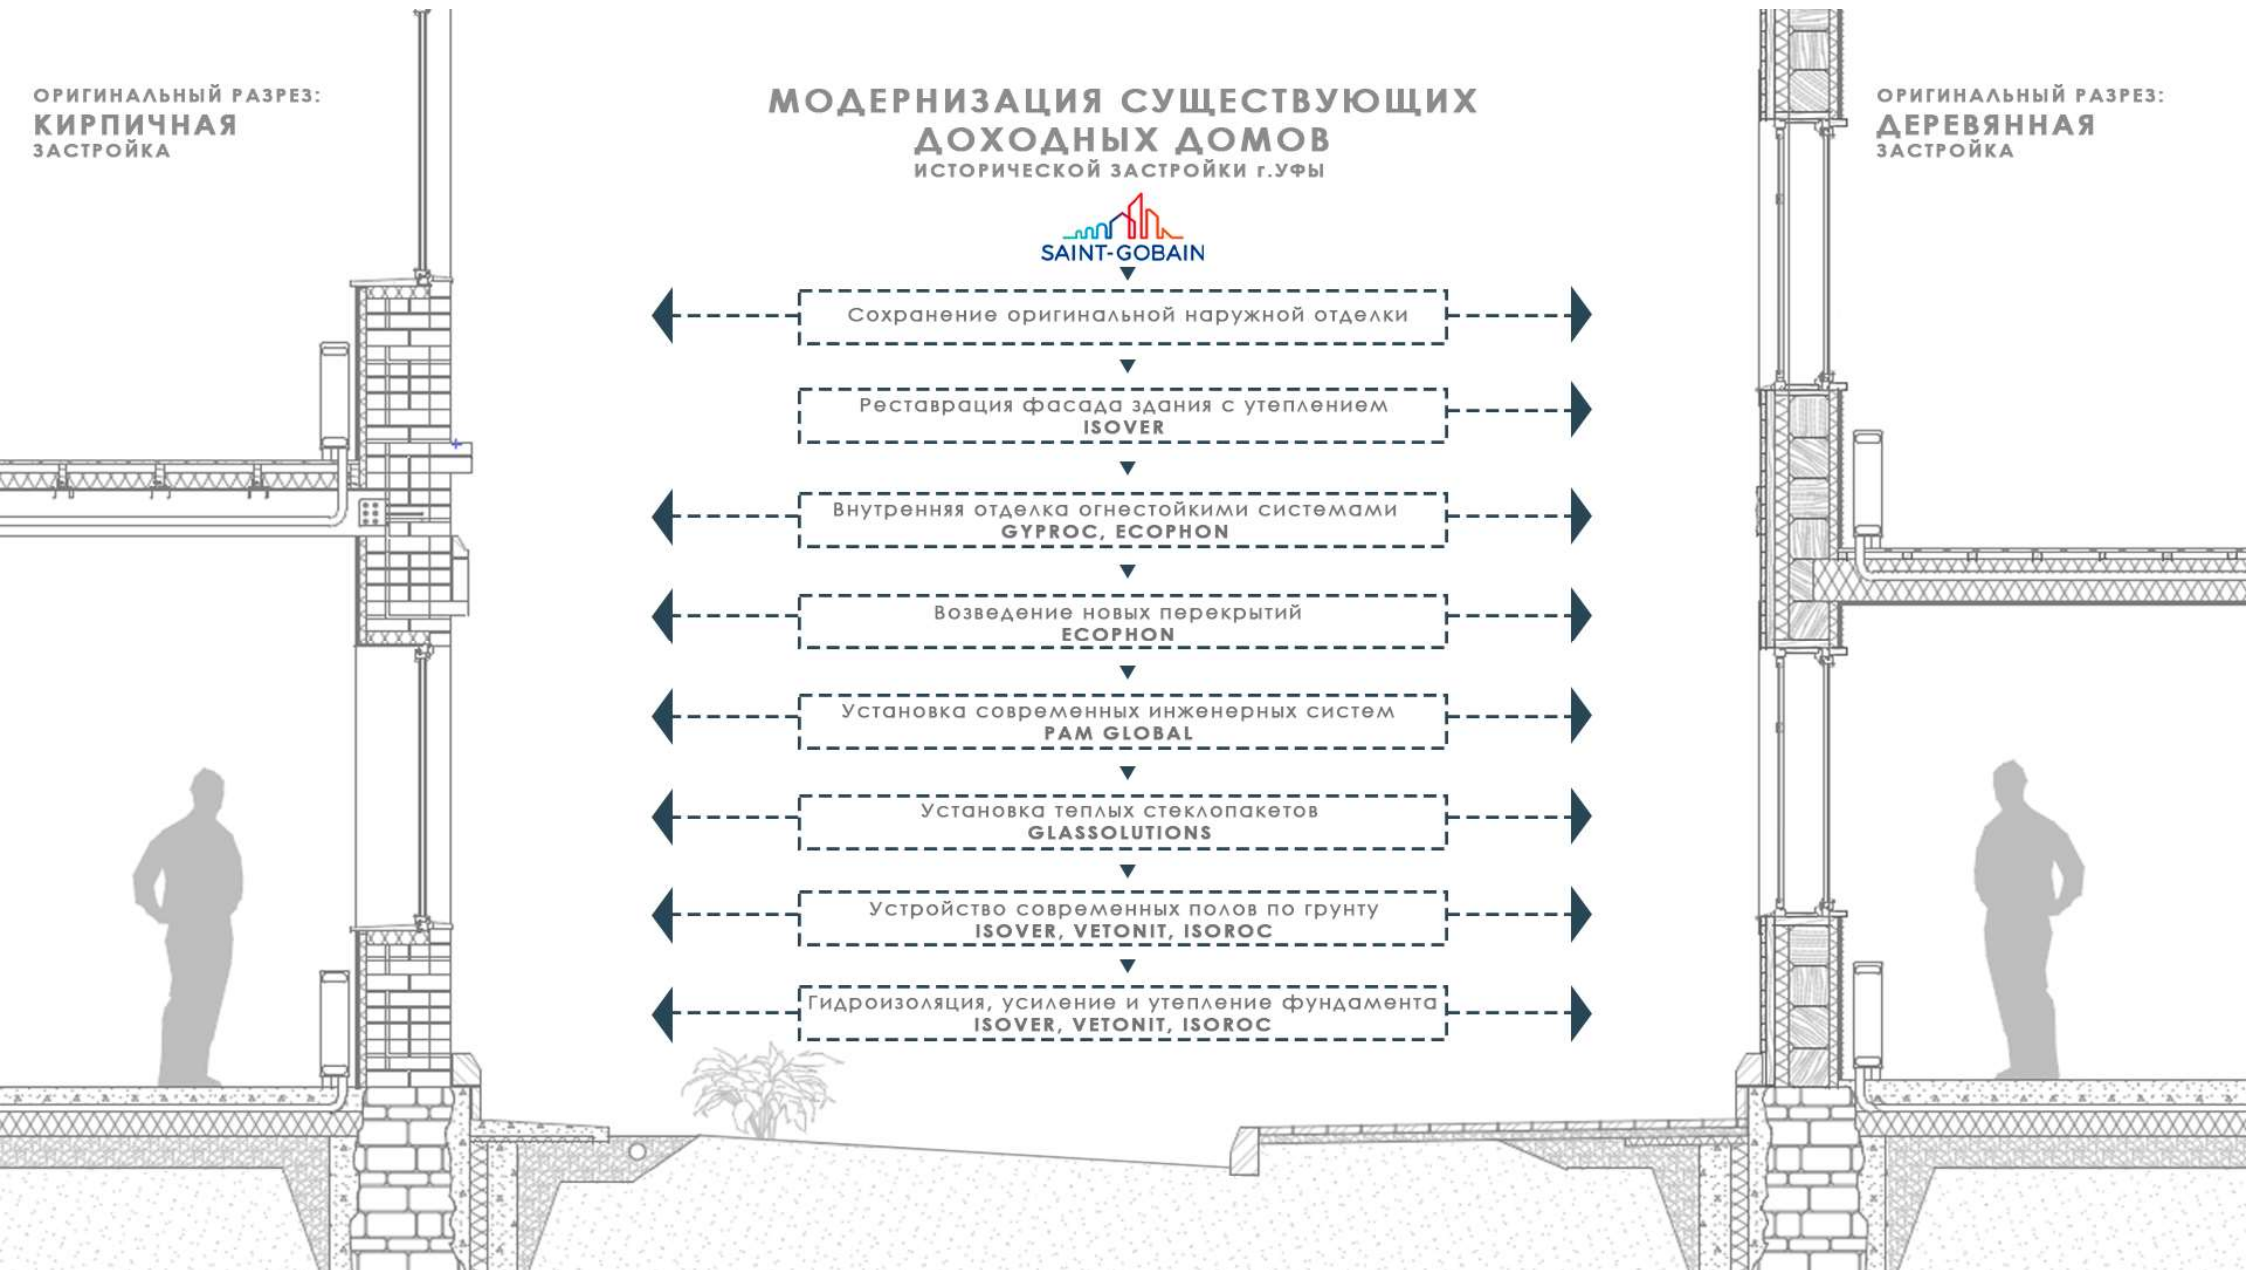 ОРИГИНАЛЬНЫЙ РАЗРЕЗ:
КИРПИЧНАЯ
ЗАСТРОЙКА
МОДЕРНИЗАЦИЯ СУЩЕСТВУЮЩИХ
ДОХОДНЫХ ДОМОВ
ИСТОРИЧЕСКОЙ ЗАСТРОЙКИ г.УФЫ
SAINT-GOBAIN
ОРИГИНАЛЬНЫЙ РАЗРЕЗ:
ДЕРЕВЯННАЯ
ЗАСТРОЙКА
Сохранение оригинальной наружной отделки
Реставрация фасада здания с утеплением
ISOVER
Внутренняя отделка огнестойкими системами
GYPROC, ECOPHON
Возведение новых перекрытий
ECOPHON
Установка современных инженерных систем
PAM GLOBAL
Установка теплых стеклопакетов
GLASSOLUTIONS
Устройство современных полов по грунту
ISOVER, VETONIT, ISOROC
Гидроизоляция, усиление и утепление фундамента
ISOVER, VETONIT, ISOROC